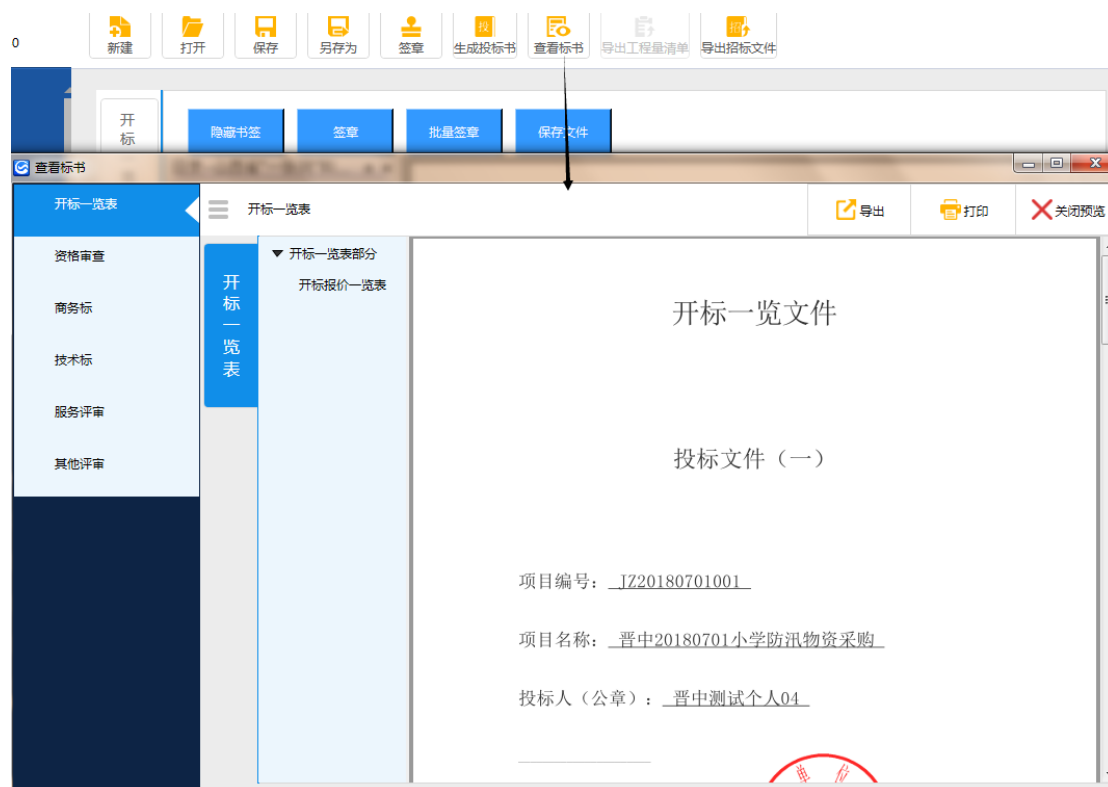 0
新建 打开 保存 另存为 签章 生成投标书 查看标书 导出工程量清单 导出招标文件
投 招
开标
隐藏书签 签章 批量签章 保存文件
查看标书
开标一览表
资格审查
商务标
技术标
服务评审
其他评审
开标一览表
导出 打印 关闭预览
开标一览表
开标一览表部分
开标报价一览表
开标一览文件
投标文件（一）
项目编号：JZ20180701001
项目名称：晋中20180701小学防汛物资采购
投标人（公章）：晋中测试个人04
单位